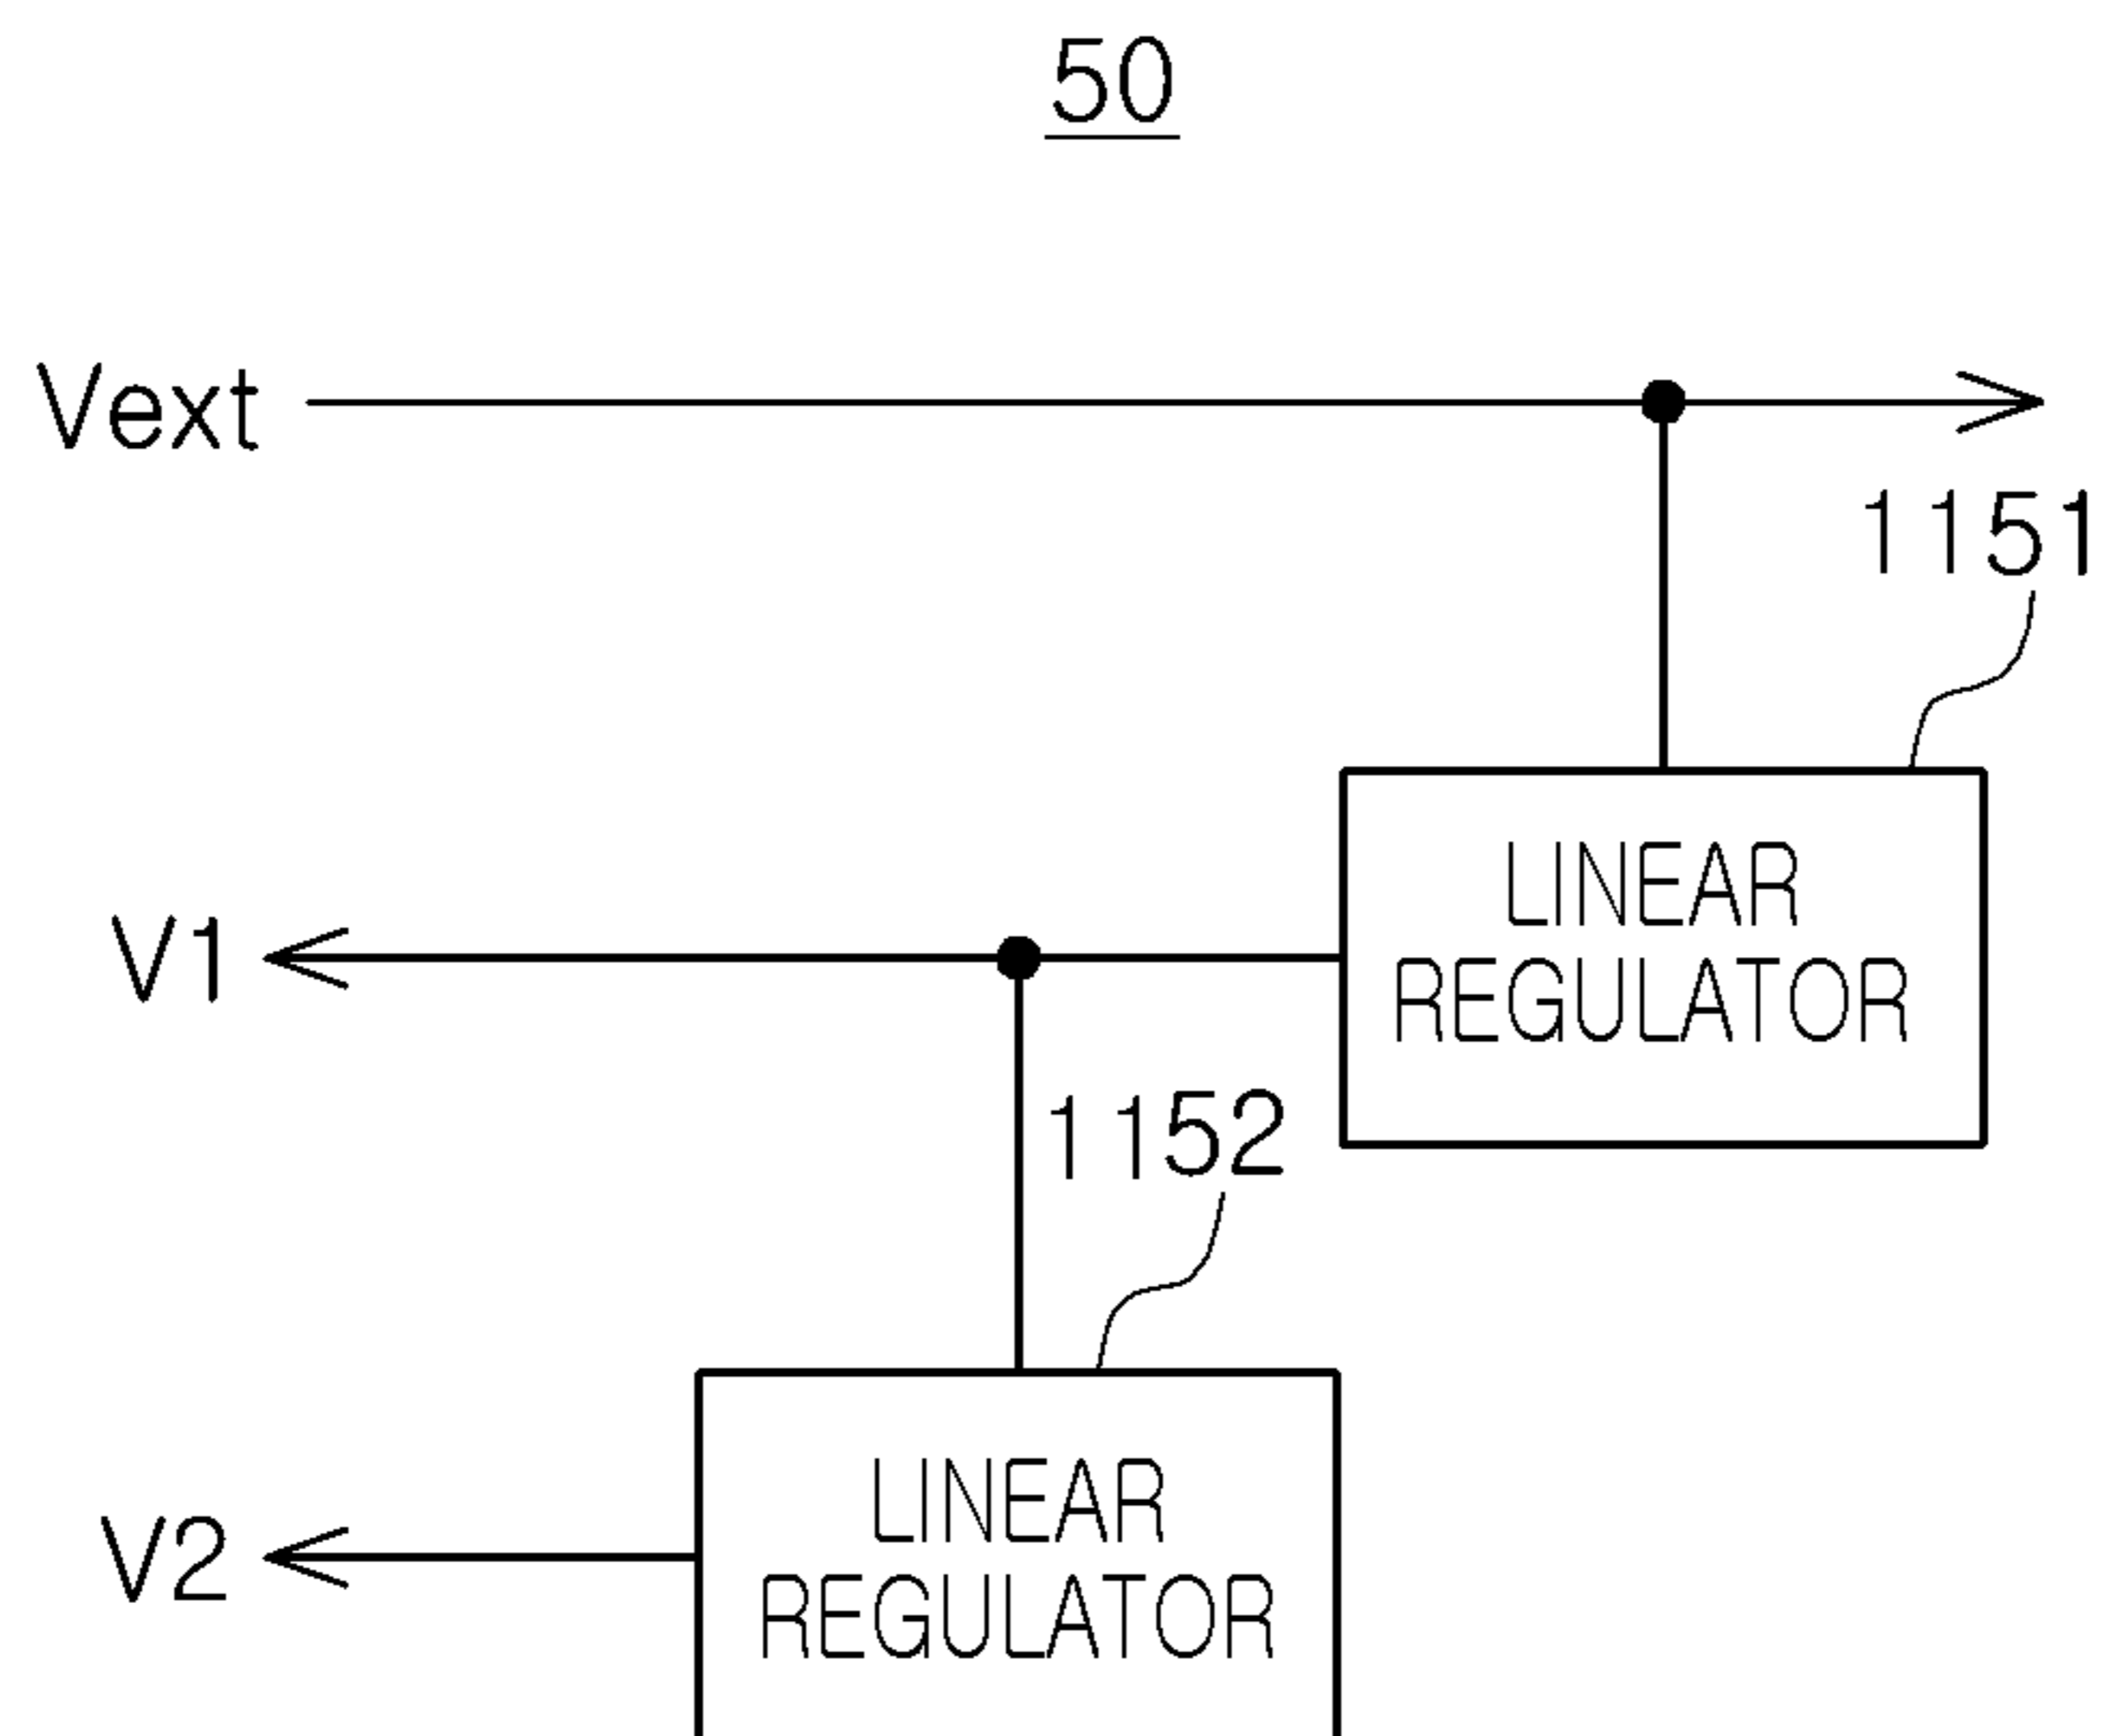 50
Vext
1151
LINEAR
REGULATOR
V1
1152
LINEAR
REGULATOR
V2